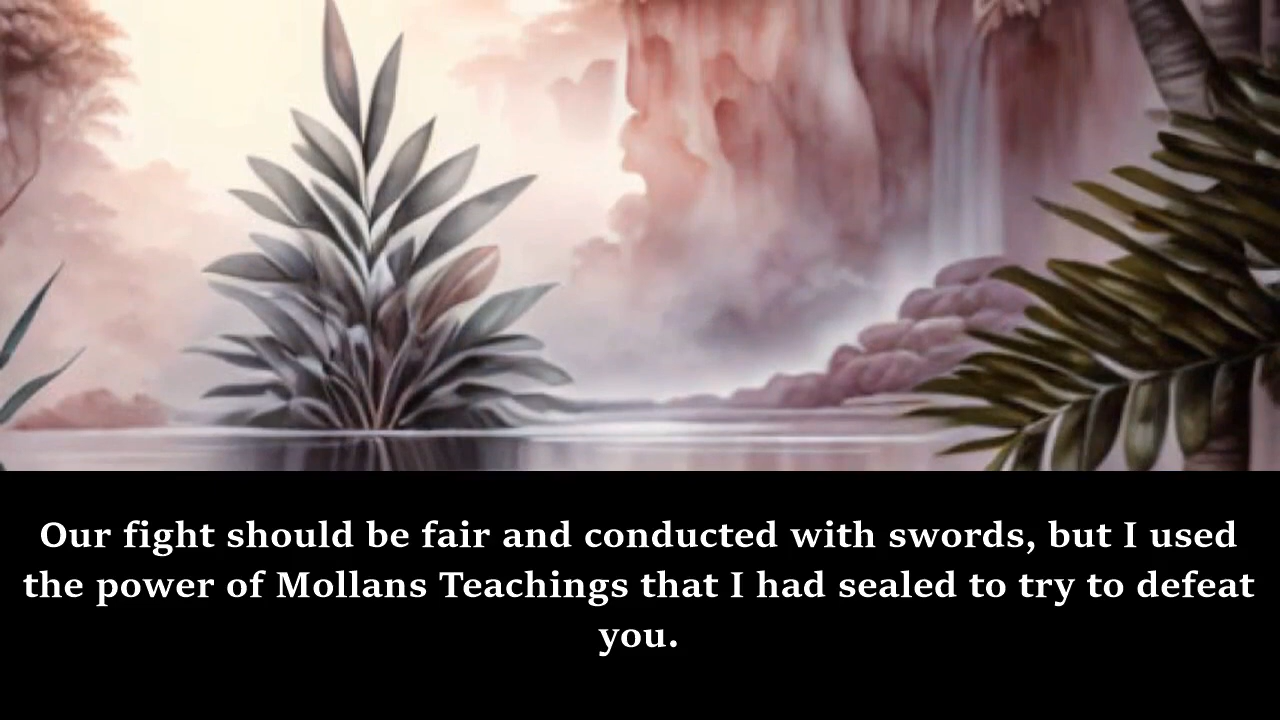 Our fight should be fair and conducted with swords, but I used
the power of Mollans Teachings that I had sealed to try to defeat
you.